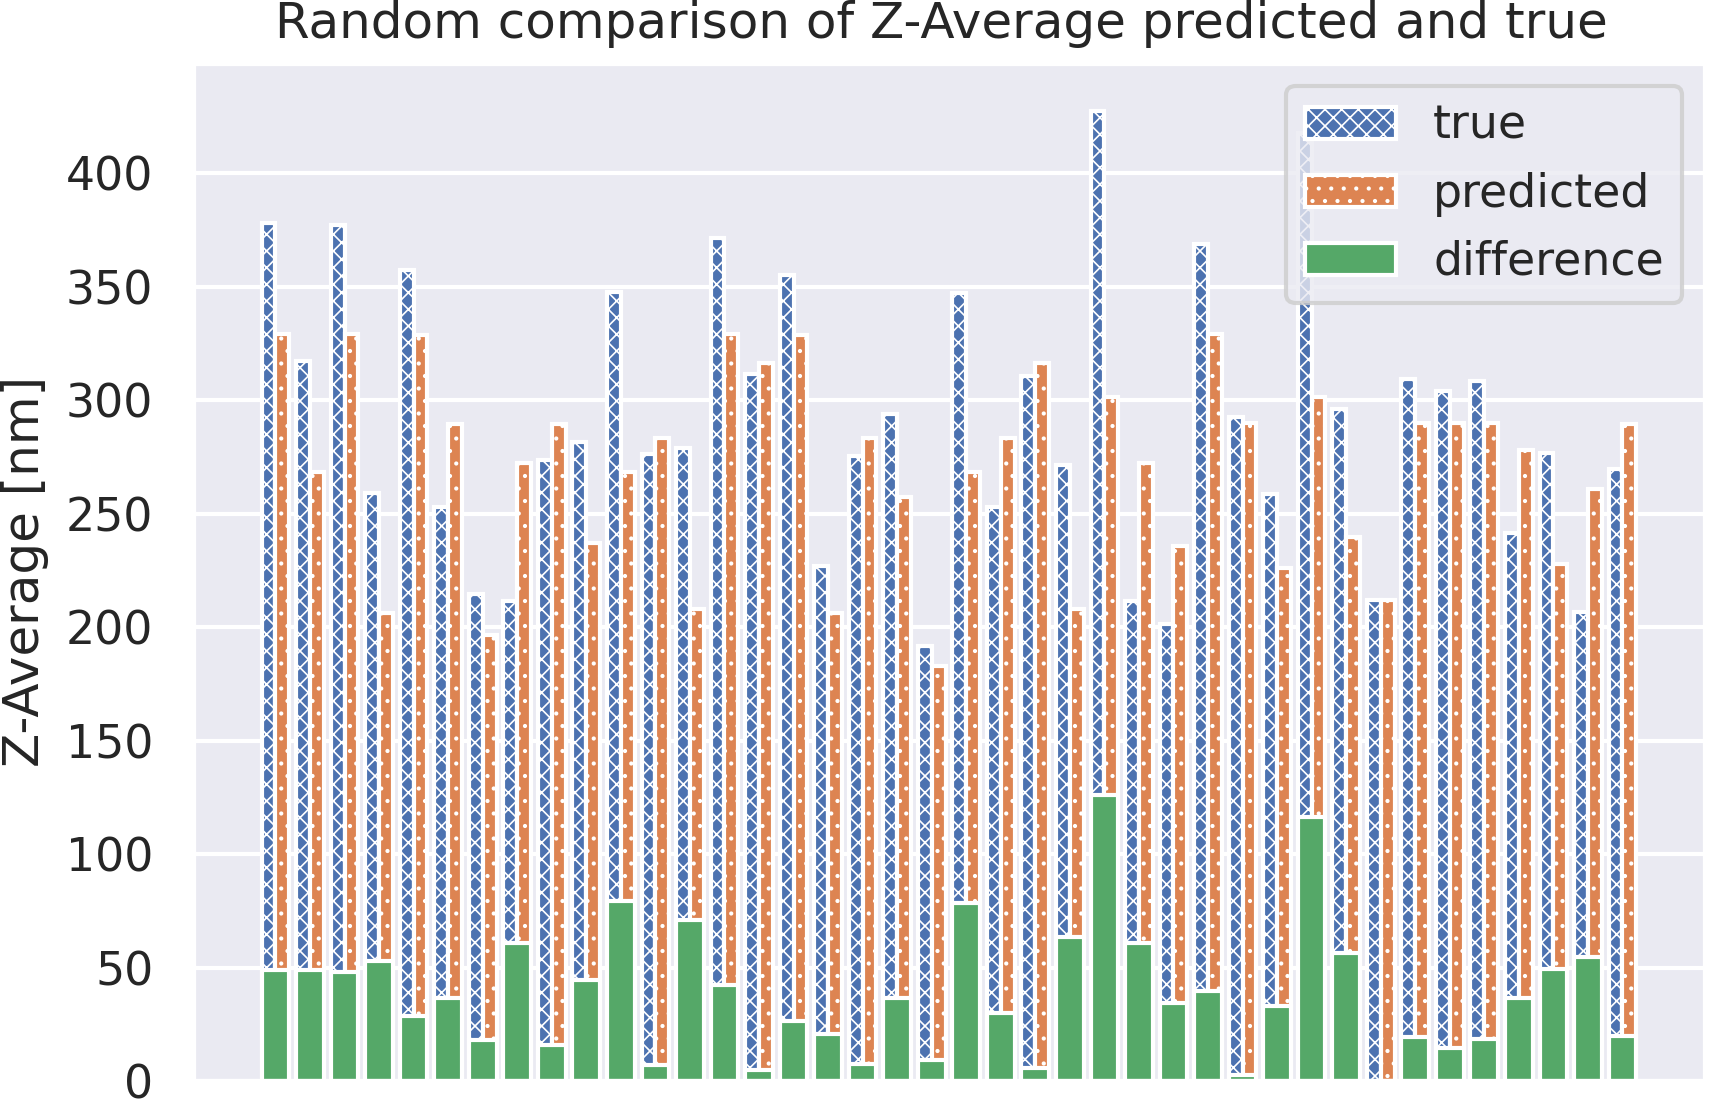 Random comparison of Z-Average predicted and true
true
predicted
difference
Z-Average [nm]
400
350
300
250
200
150
100
50
0